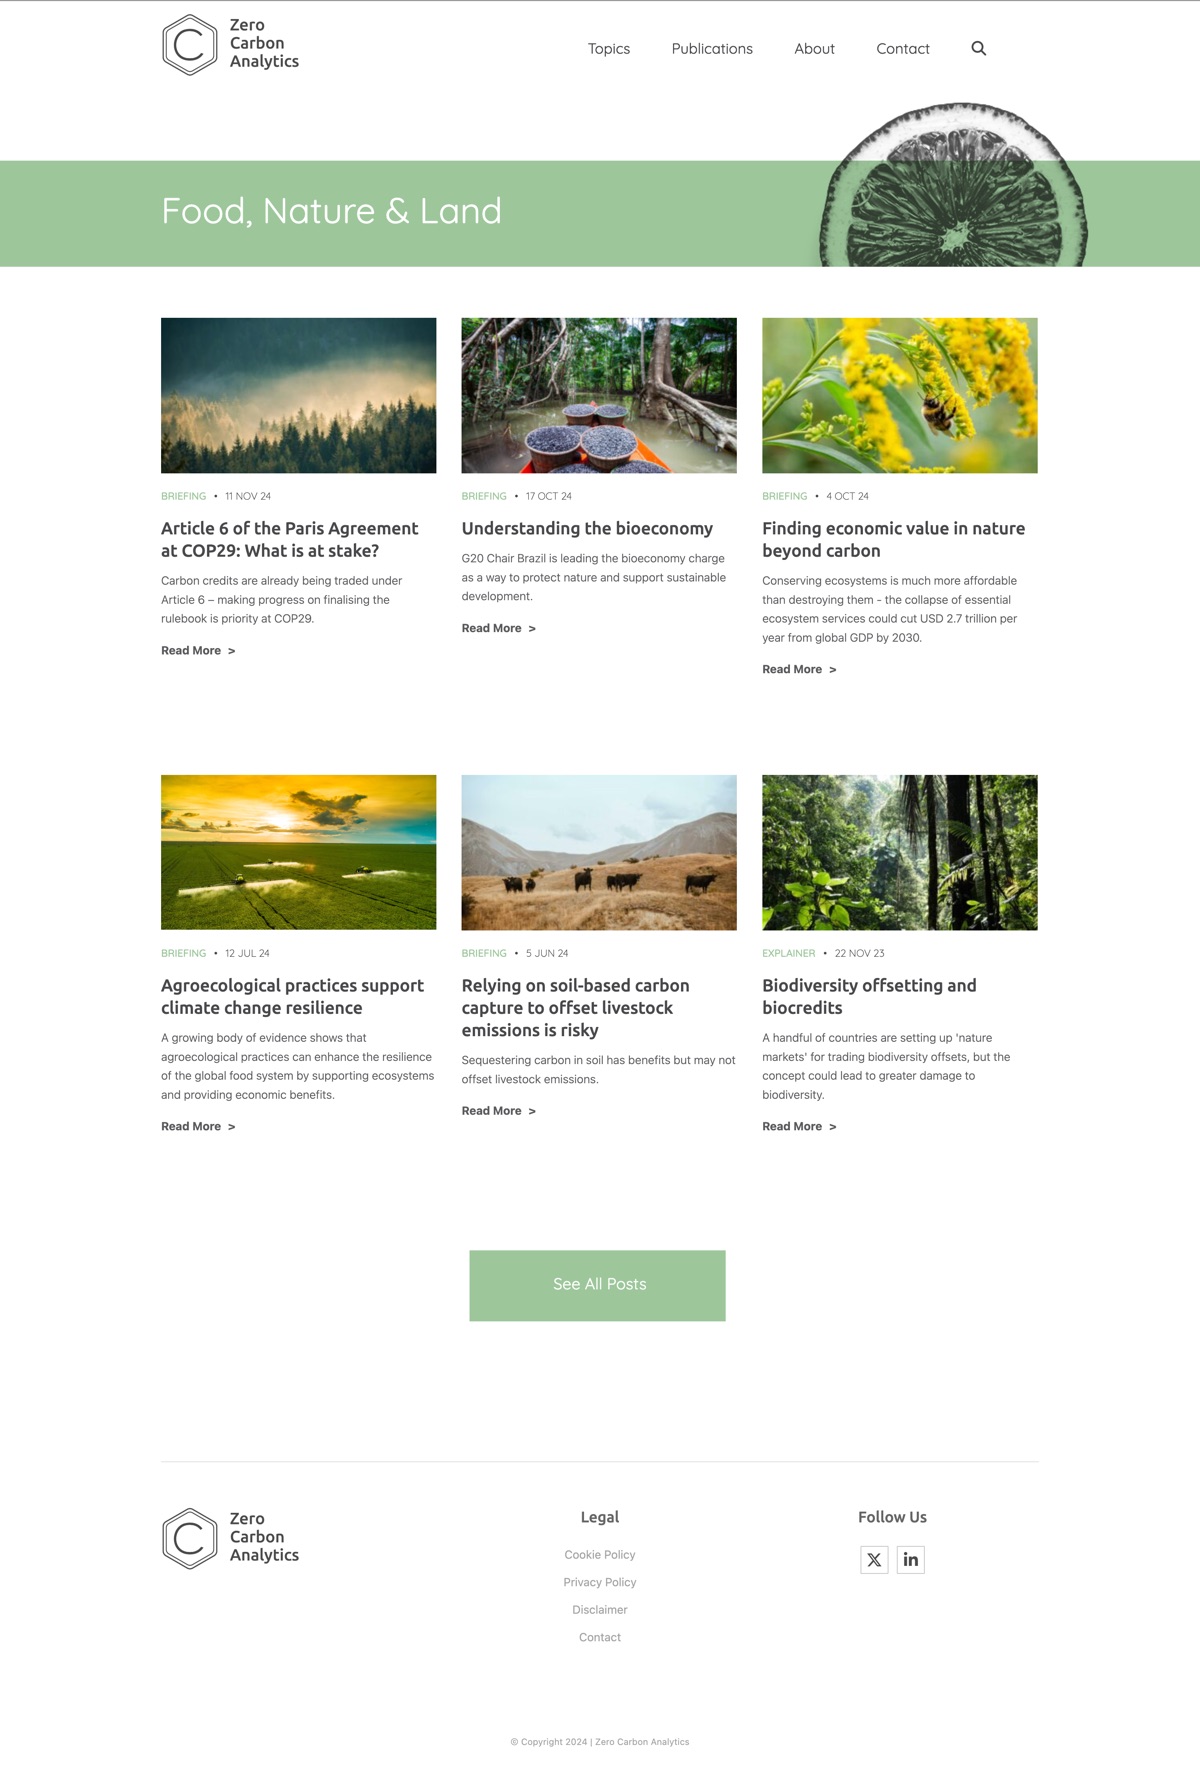 Zero
Carbon
Analytics
Topics
Publications
About
Contact
Food, Nature & Land
BRIEFING • 11 NOV 24
Article 6 of the Paris Agreement
at COP29: What is at stake?
Carbon credits are already being traded under
Article 6 – making progress on finalising the
rulebook is priority at COP29.
Read More >
BRIEFING • 17 OCT 24
Understanding the bioeconomy
G20 Chair Brazil is leading the bioeconomy charge
as a way to protect nature and support sustainable
development.
Read More >
BRIEFING • 4 OCT 24
Finding economic value in nature
beyond carbon
Conserving ecosystems is much more affordable
than destroying them - the collapse of essential
ecosystem services could cut USD 2.7 trillion per
year from global GDP by 2030.
Read More >
BRIEFING • 12 JUL 24
Agroecological practices support
climate change resilience
A growing body of evidence shows that
agroecological practices can enhance the resilience
of the global food system by supporting ecosystems
and providing economic benefits.
Read More >
BRIEFING • 5 JUN 24
Relying on soil-based carbon
capture to offset livestock
emissions is risky
Sequestering carbon in soil has benefits but may not
offset livestock emissions.
Read More >
EXPLAINER • 22 NOV 23
Biodiversity offsetting and
biocredits
A handful of countries are setting up 'nature
markets' for trading biodiversity offsets, but the
concept could lead to greater damage to
biodiversity.
Read More >
See All Posts
Zero
Carbon
Analytics
Legal
Cookie Policy
Privacy Policy
Disclaimer
Contact
Follow Us
© Copyright 2024 | Zero Carbon Analytics